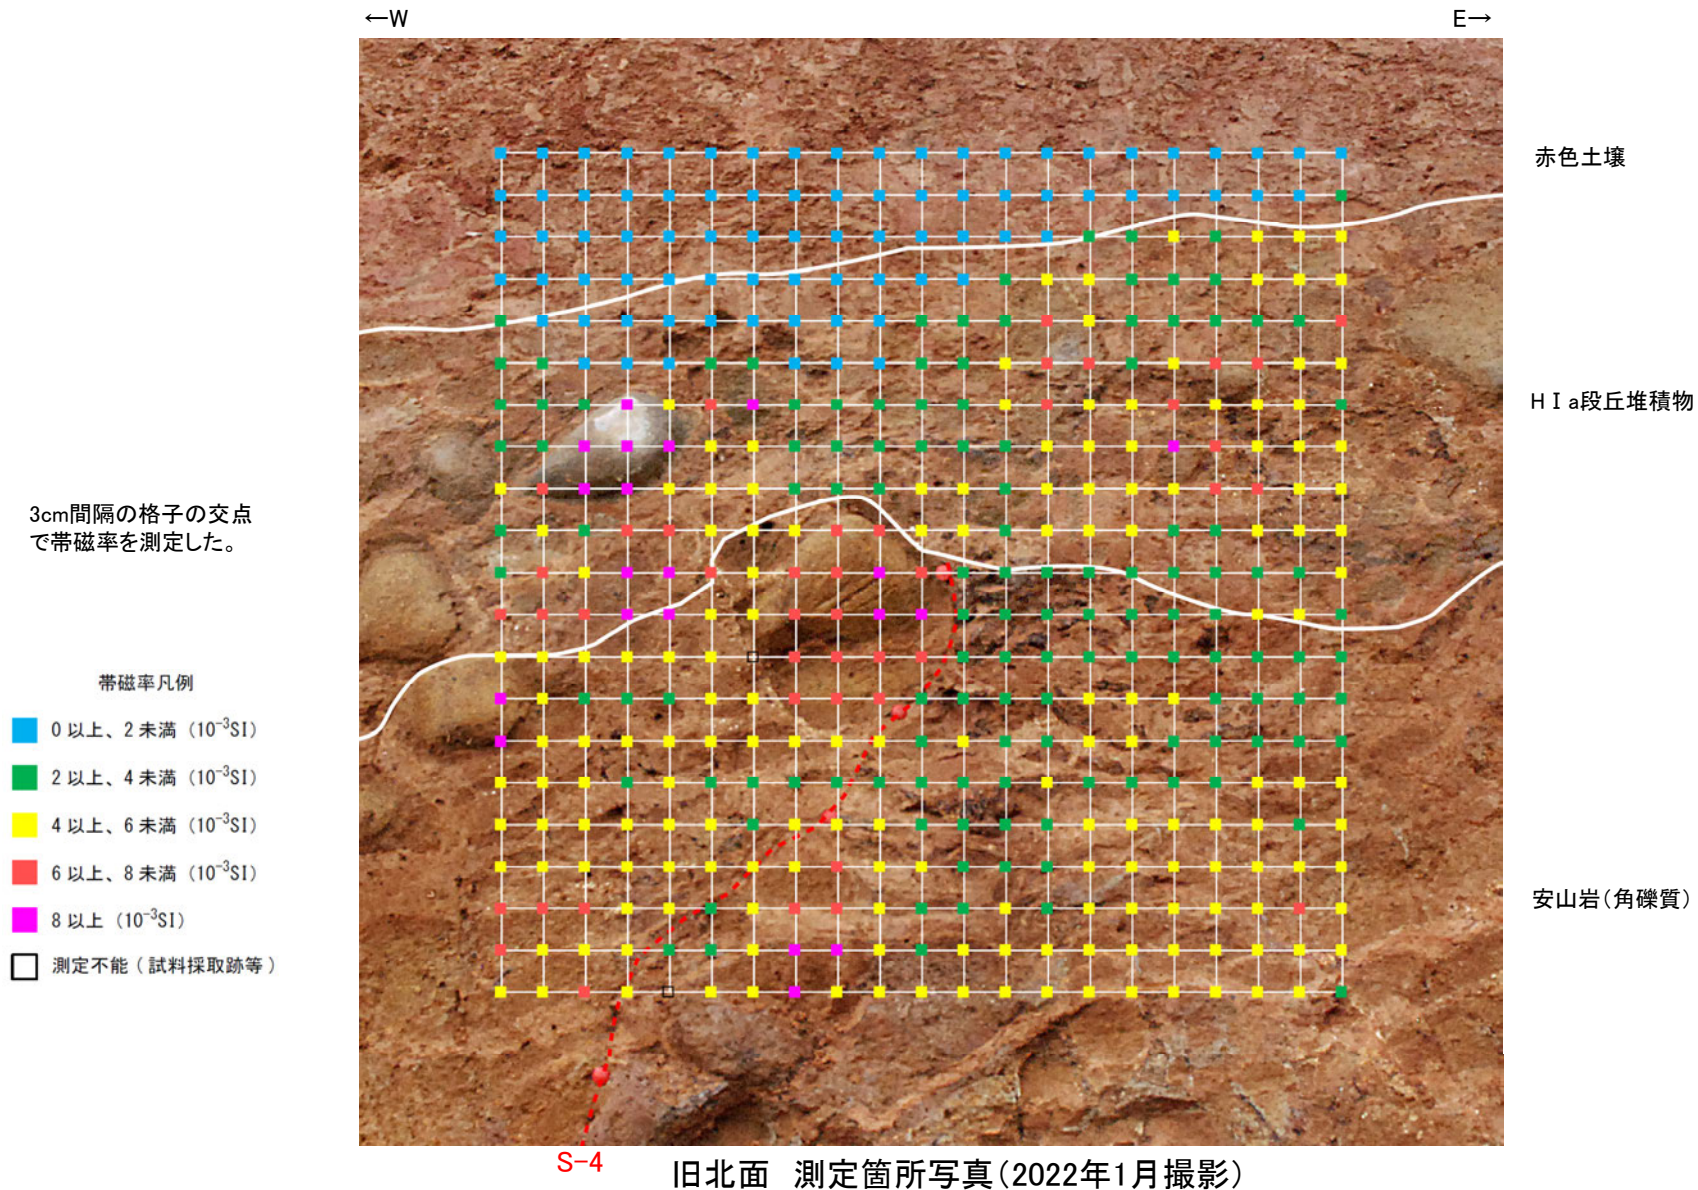 ←W
E→
赤色土壌
HⅠa段丘堆積物
3cm間隔の格子の交点
で帯磁率を測定した。
帯磁率凡例
0 以上、2 未満 (10⁻³SI)
2 以上、4 未満 (10⁻³SI)
4 以上、6 未満 (10⁻³SI)
6 以上、8 未満 (10⁻³SI)
8 以上 (10⁻³SI)
測定不能 ( 試料採取跡等 )
安山岩(角礫質)
S-4
旧北面 測定箇所写真(2022年1月撮影)